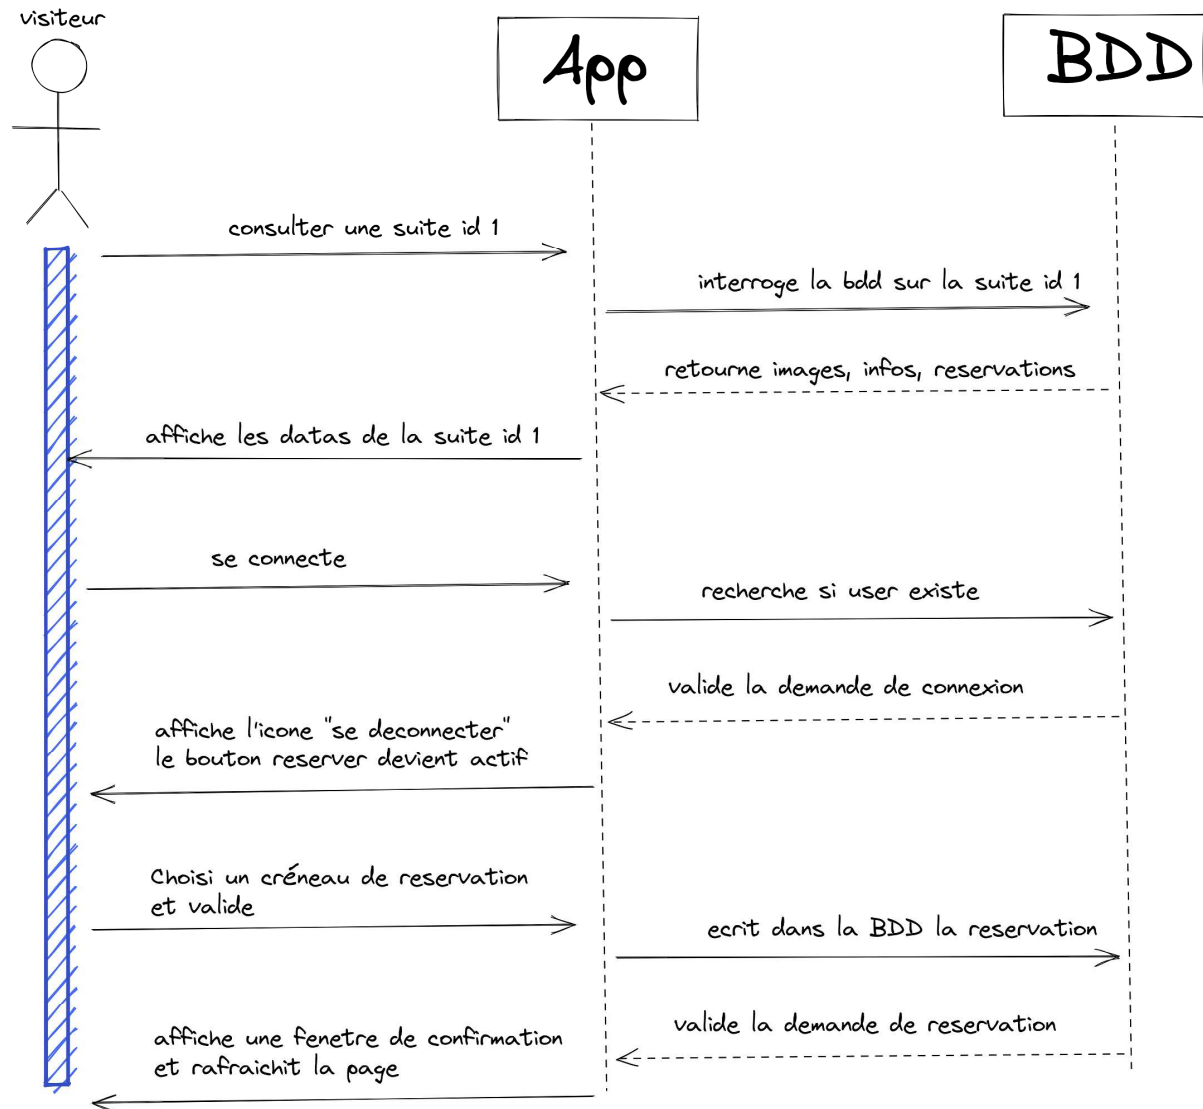 visiteur
App
BDD
consulter une suite id 1
interroge la bdd sur la suite id 1
retourne images, infos, reservations
affiche les datas de la suite id 1
se connecte
recherche si user existe
valide la demande de connexion
affiche l'icone "se deconnecter"
le bouton reserver devient actif
Choisi un créneau de reservation
et valide
ecrit dans la BDD la reservation
valide la demande de reservation
affiche une fenetre de confirmation
et rafraichit la page